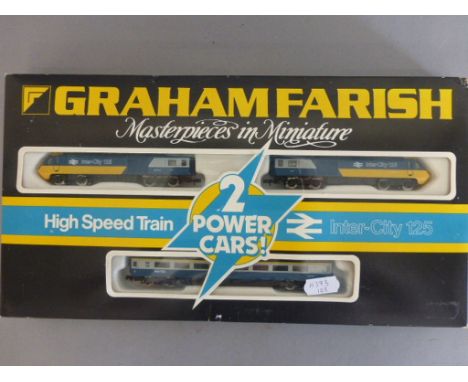 GRAHAM FARISH
Masterpieces in Miniature
Inter-City 125
Inter-City 125
High Speed Train
2
POWER
CARS!
Inter-City 125